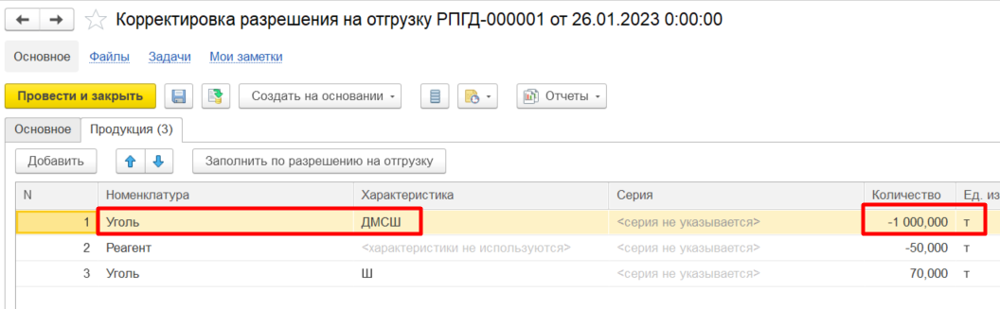 Корректировка разрешения на отгрузку РПГД-000001 от 26.01.2023 0:00:00
Основное Файлы Задачи Мои заметки
Провести и закрыть Создать на основании Отчеты
Основное Продукция (3)
Добавить Заполнить по разрешению на отгрузку
N Номенклатура Характеристика Серия Количество Ед. из
1 Уголь ДМСШ <серия не указывается> -1 000,000 т
2 Реагент <характеристики не используются> <серия не указывается> -50,000 т
3 Уголь Ш <серия не указывается> 70,000 т